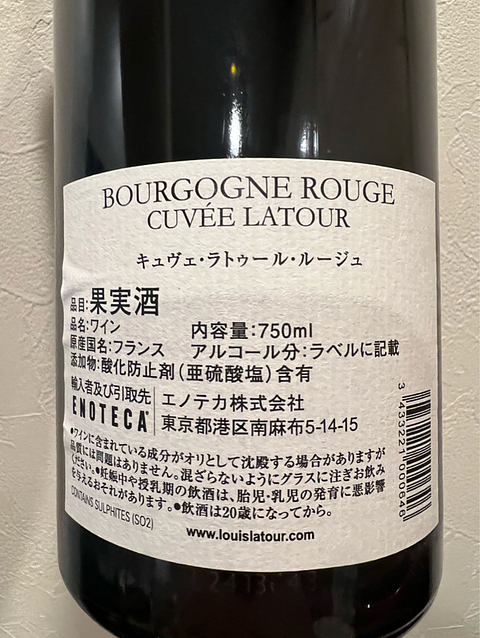 BOURGOGNE ROUGE
CUVÉE LATOUR
キュヴェ・ラトゥール・ルージュ
品目:果実酒
品名:ワイン 内容量:750ml
原産国名:フランス アルコール分:ラベルに記載
添加物:酸化防止剤(亜硫酸塩)含有
輸入者及び引取先 エノテカ株式会社
ENOTECA 東京都港区南麻布5-14-15
●ワインに含まれている成分がオリとして沈殿する場合がありますが
品質には問題はありません。混ざらないようにグラスに注ぎお飲み
ください。●妊娠中や授乳期の飲酒は、胎児・乳児の発育に悪影響
を与えるおそれがあります。●飲酒は20歳になってから。
CONTAINS SULPHITES (SO2)
www.louislatour.com
3433221000646